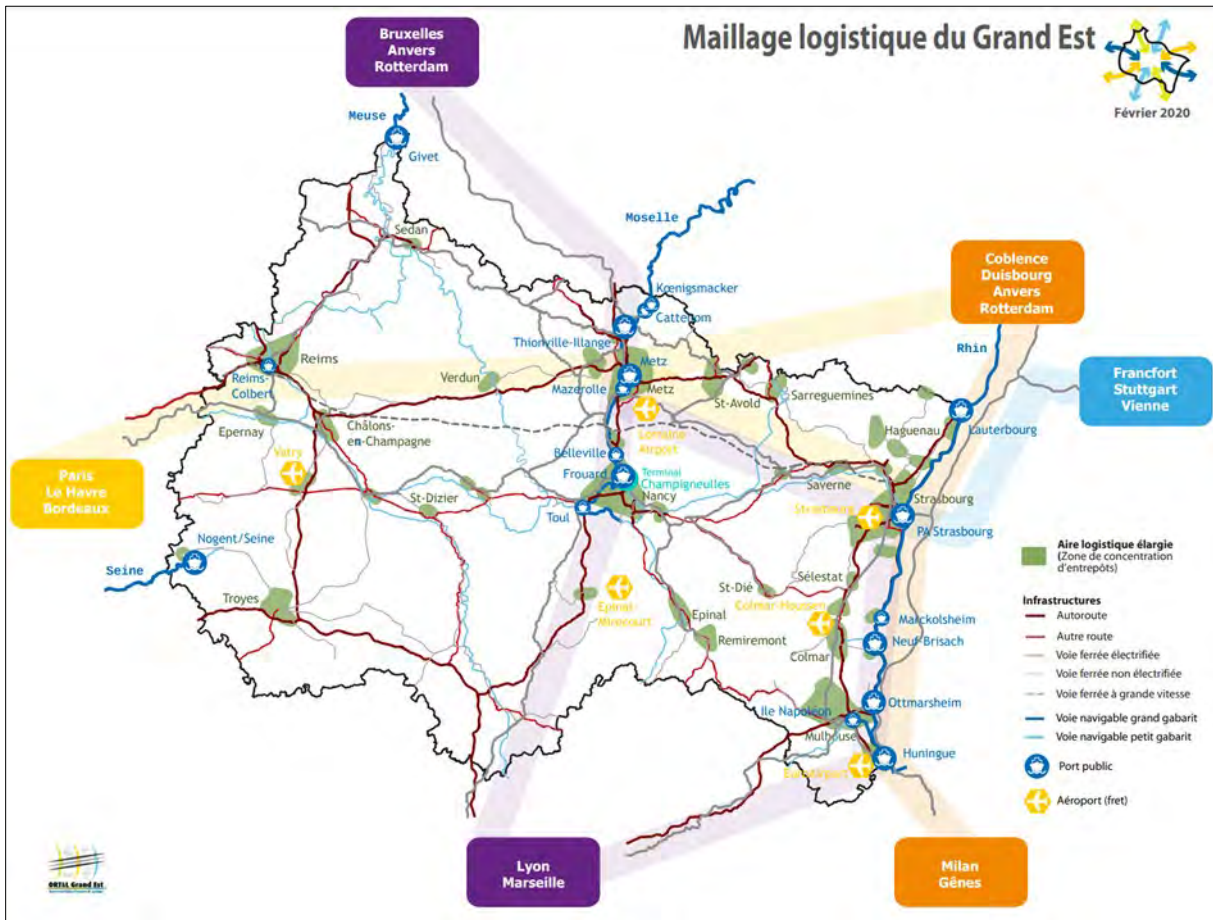 Maillage logistique du Grand Est
Février 2020
Bruxelles
Anvers
Rotterdam
Meuse
Givet
Moselle
Sedan
Kœnigsmacker
Cattenom
Coblence
Duisbourg
Anvers
Rotterdam
Thionville-Illange
Rhin
Reims
Metz
Reims-
Colbert
Verdun
Mazerolle
Metz
St-Avold
Sarreguemines
Francfort
Stuttgart
Vienne
Epernay
Châlons-
en-Champagne
Lorraine
Airport
Haguenau
Lauterbourg
Vatry
Belleville
Frouard
Terminal
Champigneulles
Saverne
Paris
Le Havre
Bordeaux
St-Dizier
Nancy
Strasbourg
Toul
Strasbourg
PA Strasbourg
Nogent/Seine
Seine
Troyes
Epinal-
Mirecourt
St-Dié
Sélestat
Colmar-Houssen
Epinal
Marckolsheim
Remiremont
Neuf-Brisach
Colmar
Ile Napoléon
Ottmarsheim
Mulhouse
Huningue
EuroAirport
Aire logistique élargie
(Zone de concentration
d'entrepôts)
Infrastructures
Autoroute
Autre route
Voie ferrée électrifiée
Voie ferrée non électrifiée
Voie ferrée à grande vitesse
Voie navigable grand gabarit
Voie navigable petit gabarit
Port public
Aéroport (fret)
Lyon
Marseille
Milan
Gênes
ORT&L Grand Est